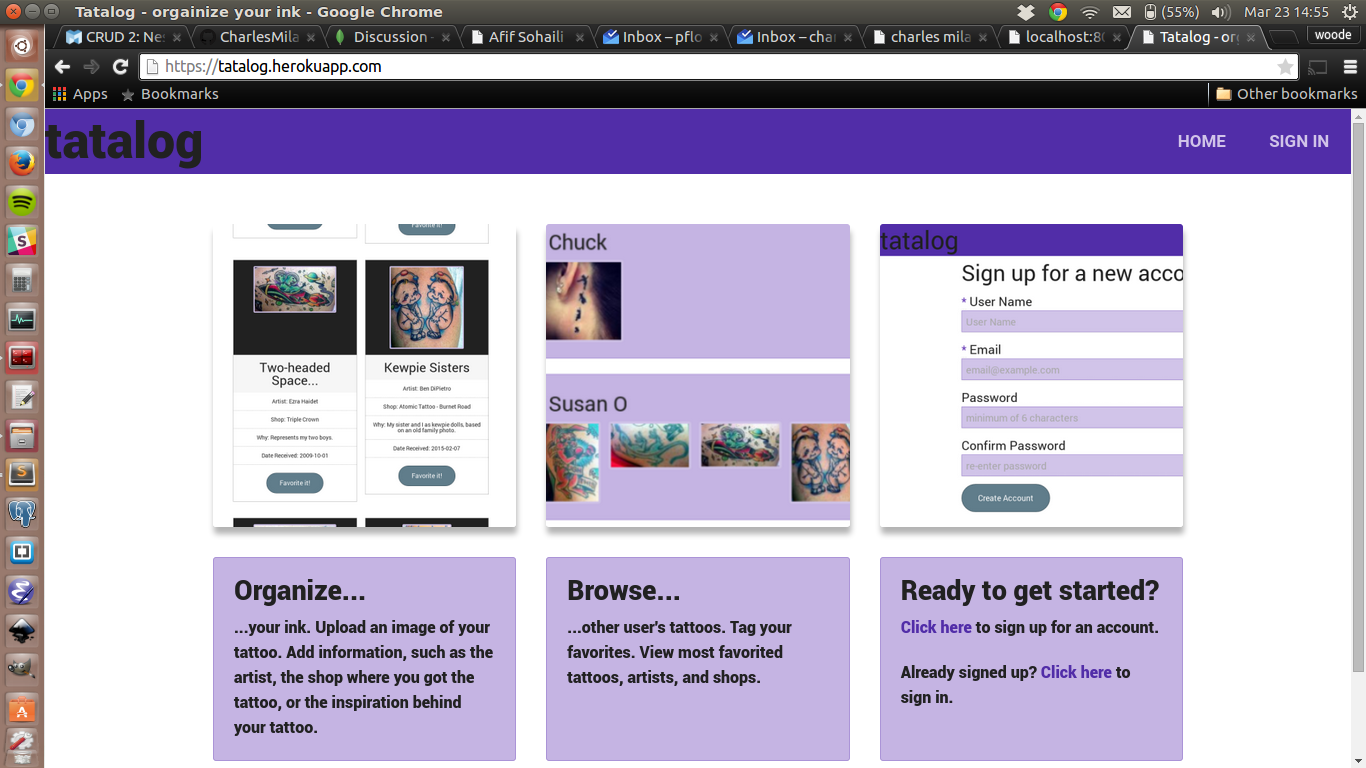 Tatalog - orgainize your ink - Google Chrome
(55%) Mar 23 14:55
CRUD 2: Ne
CharlesMila
Discussion
Afif Sohaili
Inbox – pflo
Inbox – cha
charles mila
localhost:80
Tatalog - or
woode
https://tatalog.herokuapp.com
Apps
Bookmarks
Other bookmarks
tatalog
HOME
SIGN IN
Favorite it!
Favorite it!
Two-headed
Space...
Artist: Ezra Haidet
Shop: Triple Crown
Why: Represents my two boys.
Date Received: 2009-10-01
Favorite it!
Kewpie Sisters
Artist: Ben DiPietro
Shop: Atomic Tattoo - Burnet Road
Why: My sister and I as kewpie dolls, based
on an old family photo.
Date Received: 2015-02-07
Favorite it!
Chuck
Susan O
tatalog
Sign up for a new acco
* User Name
User Name
* Email
email@example.com
Password
minimum of 6 characters
Confirm Password
re-enter password
Create Account
Organize...
...your ink. Upload an image of your
tattoo. Add information, such as the
artist, the shop where you got the
tattoo, or the inspiration behind
your tattoo.
Browse...
...other user's tattoos. Tag your
favorites. View most favorited
tattoos, artists, and shops.
Ready to get started?
Click here to sign up for an account.
Already signed up? Click here to
sign in.